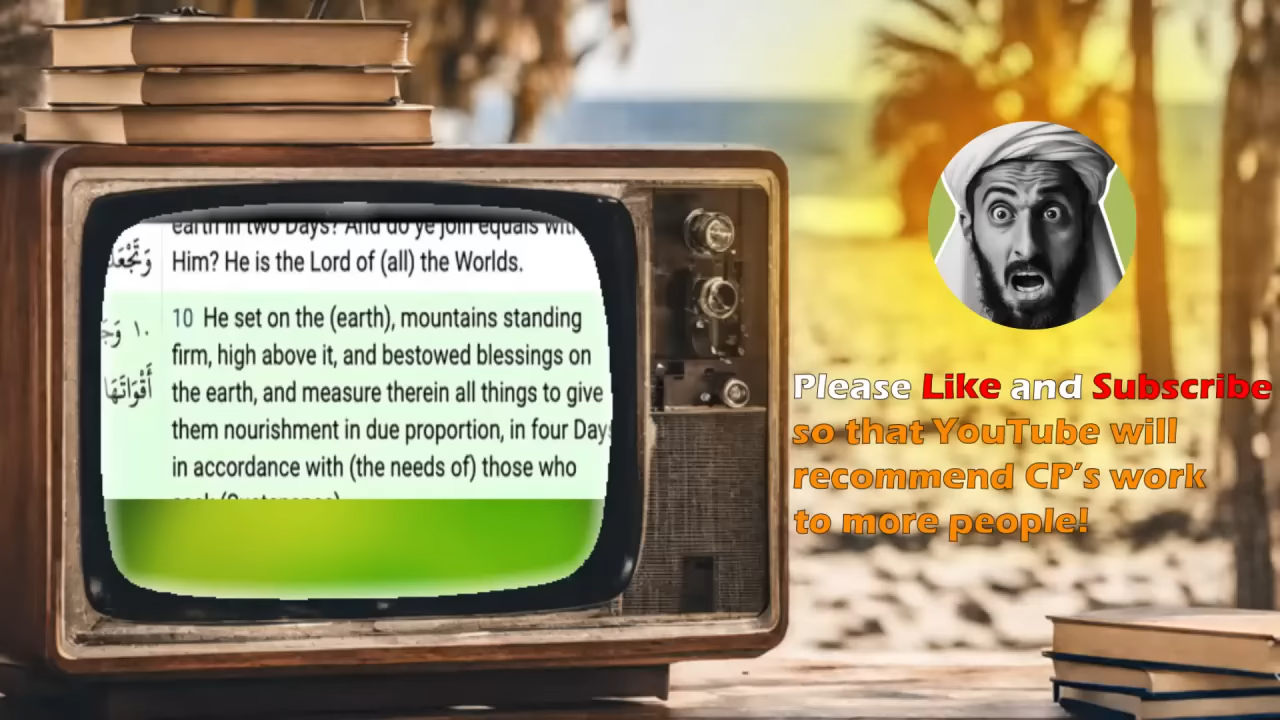 earth in two Days? And do ye join equals with
Him? He is the Lord of (all) the Worlds.
وَتَجْعَل
10 He set on the (earth), mountains standing
١٠
firm, high above it, and bestowed blessings on
the earth, and measure therein all things to give
أَقْوَاتَهَا
them nourishment in due proportion, in four Days
in accordance with (the needs of) those who
seek (Sustenance).
Please Like and Subscribe
so that YouTube will
recommend CP's work
to more people!